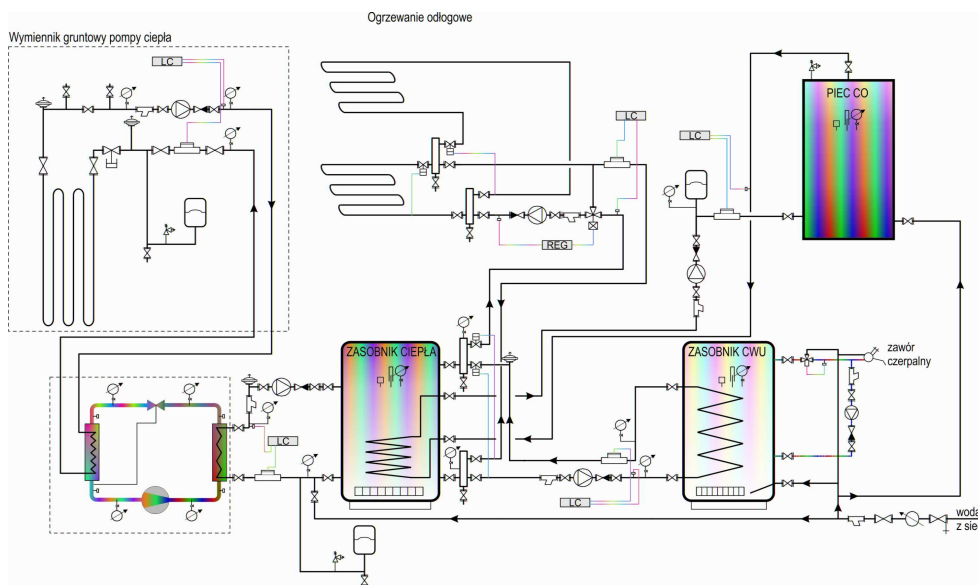 Ogrzewanie odłogowe
Wymiennik gruntowy pompy ciepła
LC
PIEC CO
LC
LC
REG
ZASOBNIK CIEPŁA
ZASOBNIK CWU
zawór
czerpalny
LC
LC
woda
z sie